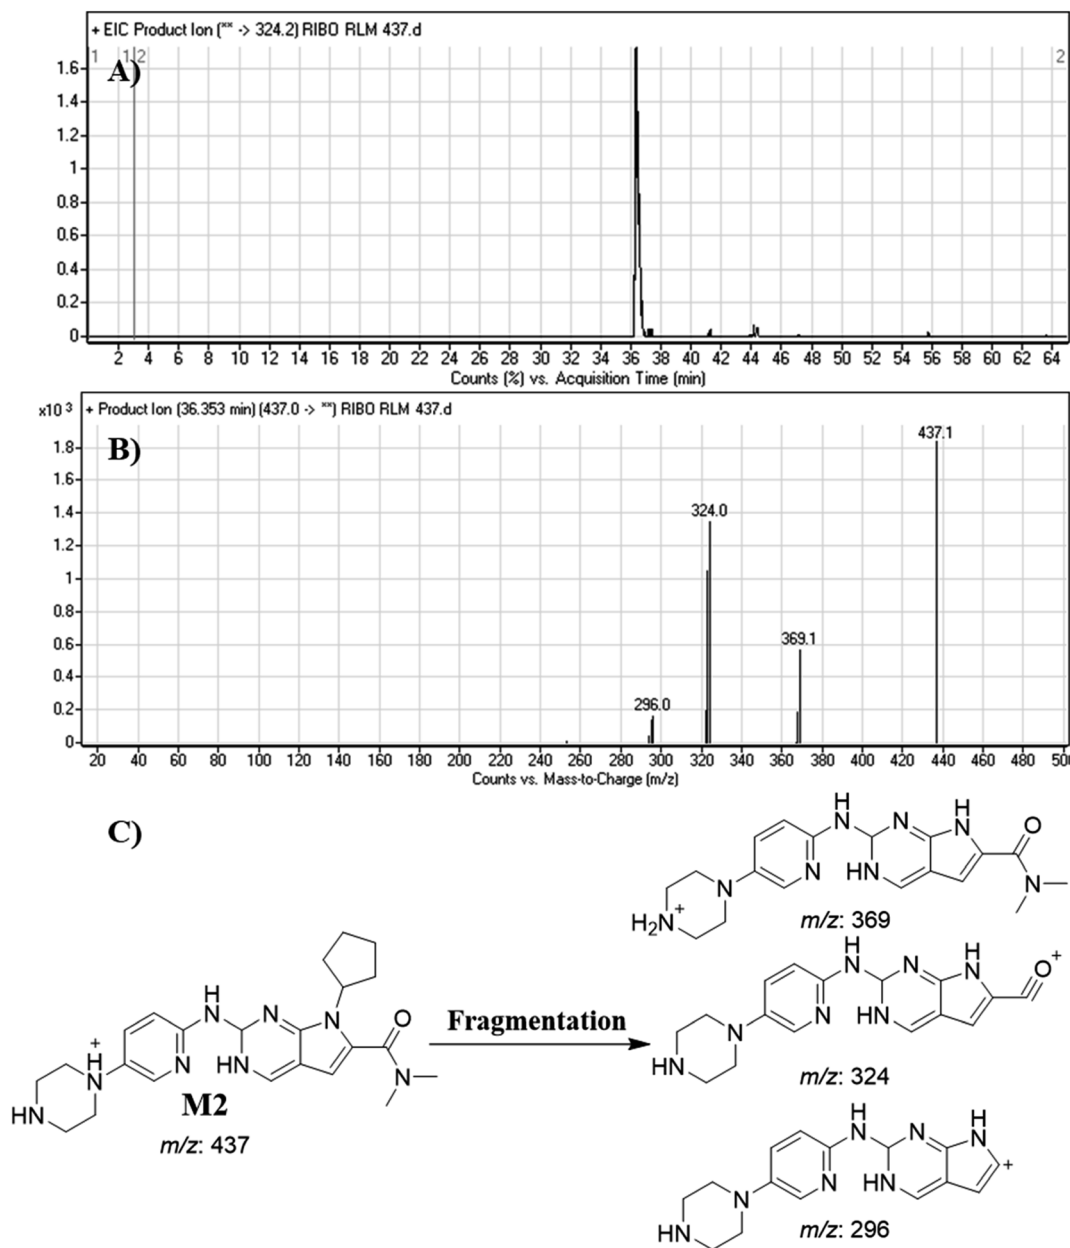 + EIC Product Ion (** -> 324.2) RIBO RLM 437.d
A)
1 1 2 2
1.6
1.4
1.2
1
0.8
0.6
0.4
0.2
0
2 4 6 8 10 12 14 16 18 20 22 24 26 28 30 32 34 36 38 40 42 44 46 48 50 52 54 56 58 60 62 64
Counts (%) vs. Acquisition Time (min)
x10 3 + Product Ion (36.353 min) (437.0 -> **) RIBO RLM 437.d
B)
437.1
1.8
1.6
1.4
324.0
1.2
1
0.8
369.1
0.6
0.4
296.0
0.2
0
20 40 60 80 100 120 140 160 180 200 220 240 260 280 300 320 340 360 380 400 420 440 460 480 500
Counts vs. Mass-to-Charge (m/z)
C)
H N N H N O HN N N N H2N +
m/z: 369
H N N H N O + HN N N HN
m/z: 324
H N N N O HN N N + H N HN
M2
m/z: 437
Fragmentation
H N N H N + HN N N HN
m/z: 296